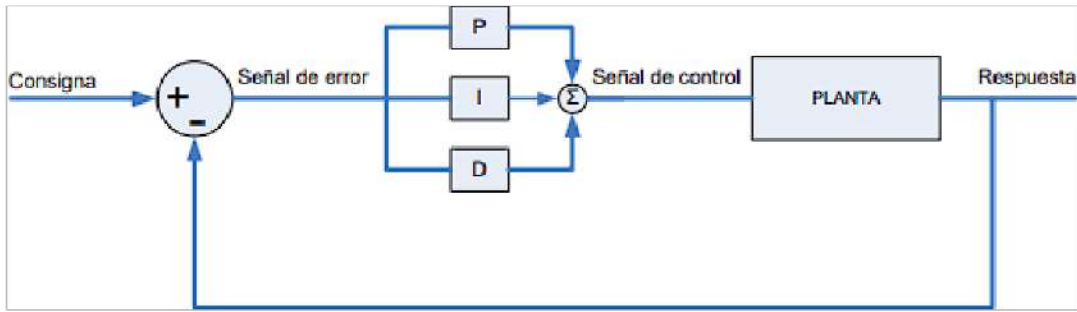 Consigna
+
-
Señal de error
P
I
D
Σ
Señal de control
PLANTA
Respuesta